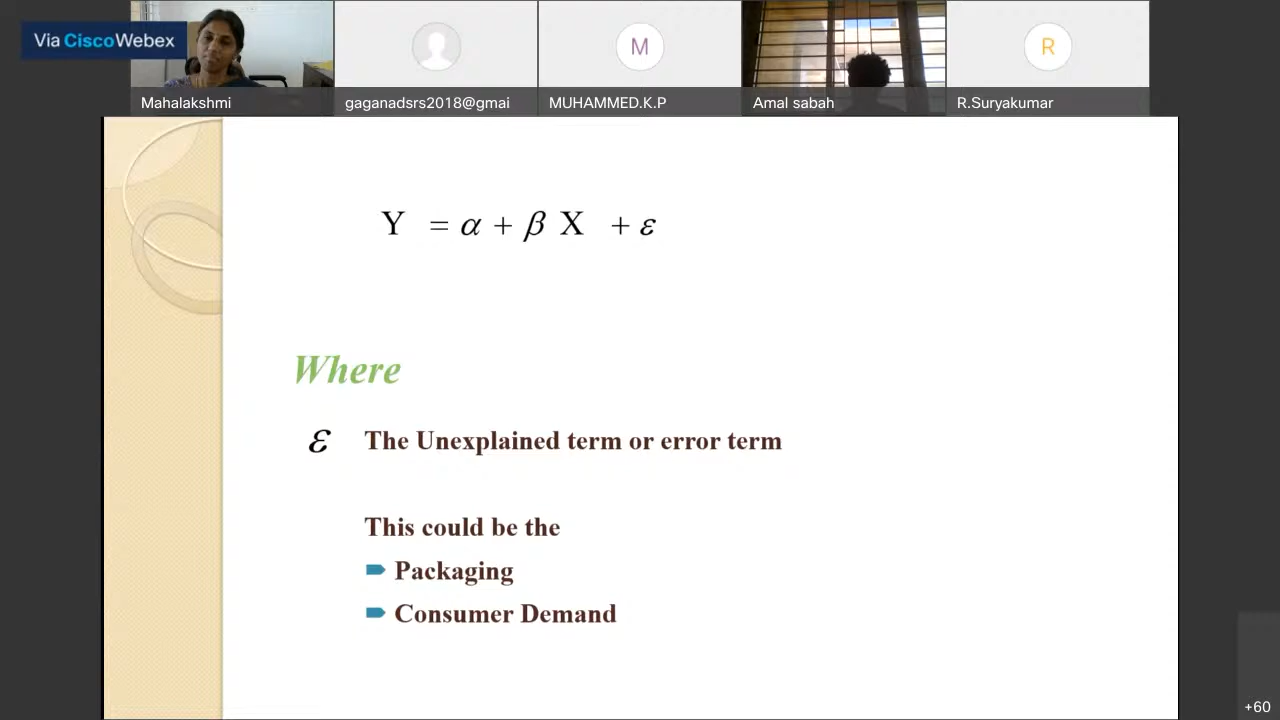 Via CiscoWebex
Mahalakshmi
gaganadsrs2018@gmai
M
MUHAMMED.K.P
Amal sabah
R
R.Suryakumar
Y = α + β X + ε
Where
ε The Unexplained term or error term
This could be the
Packaging
Consumer Demand
+60